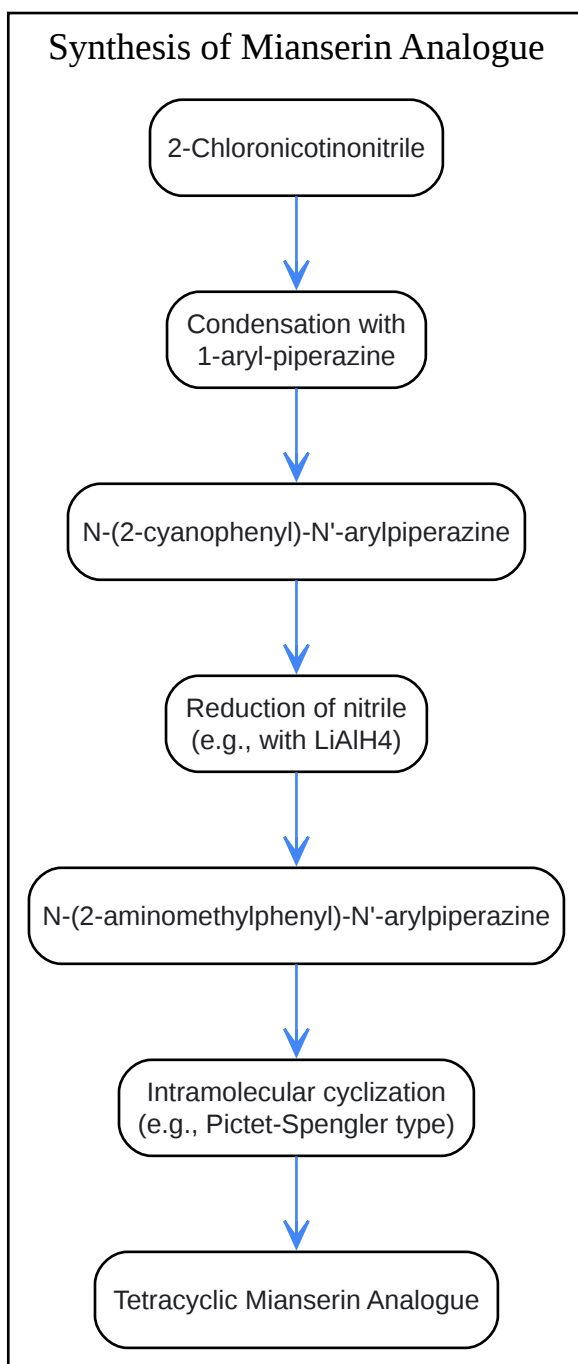 Synthesis of Mianserin Analogue
2-Chloronicotinonitrile
Condensation with
1-aryl-piperazine
N-(2-cyanophenyl)-N'-arylpiperazine
Reduction of nitrile
(e.g., with LiAlH4)
N-(2-aminomethylphenyl)-N'-arylpiperazine
Intramolecular cyclization
(e.g., Pictet-Spengler type)
Tetracyclic Mianserin Analogue